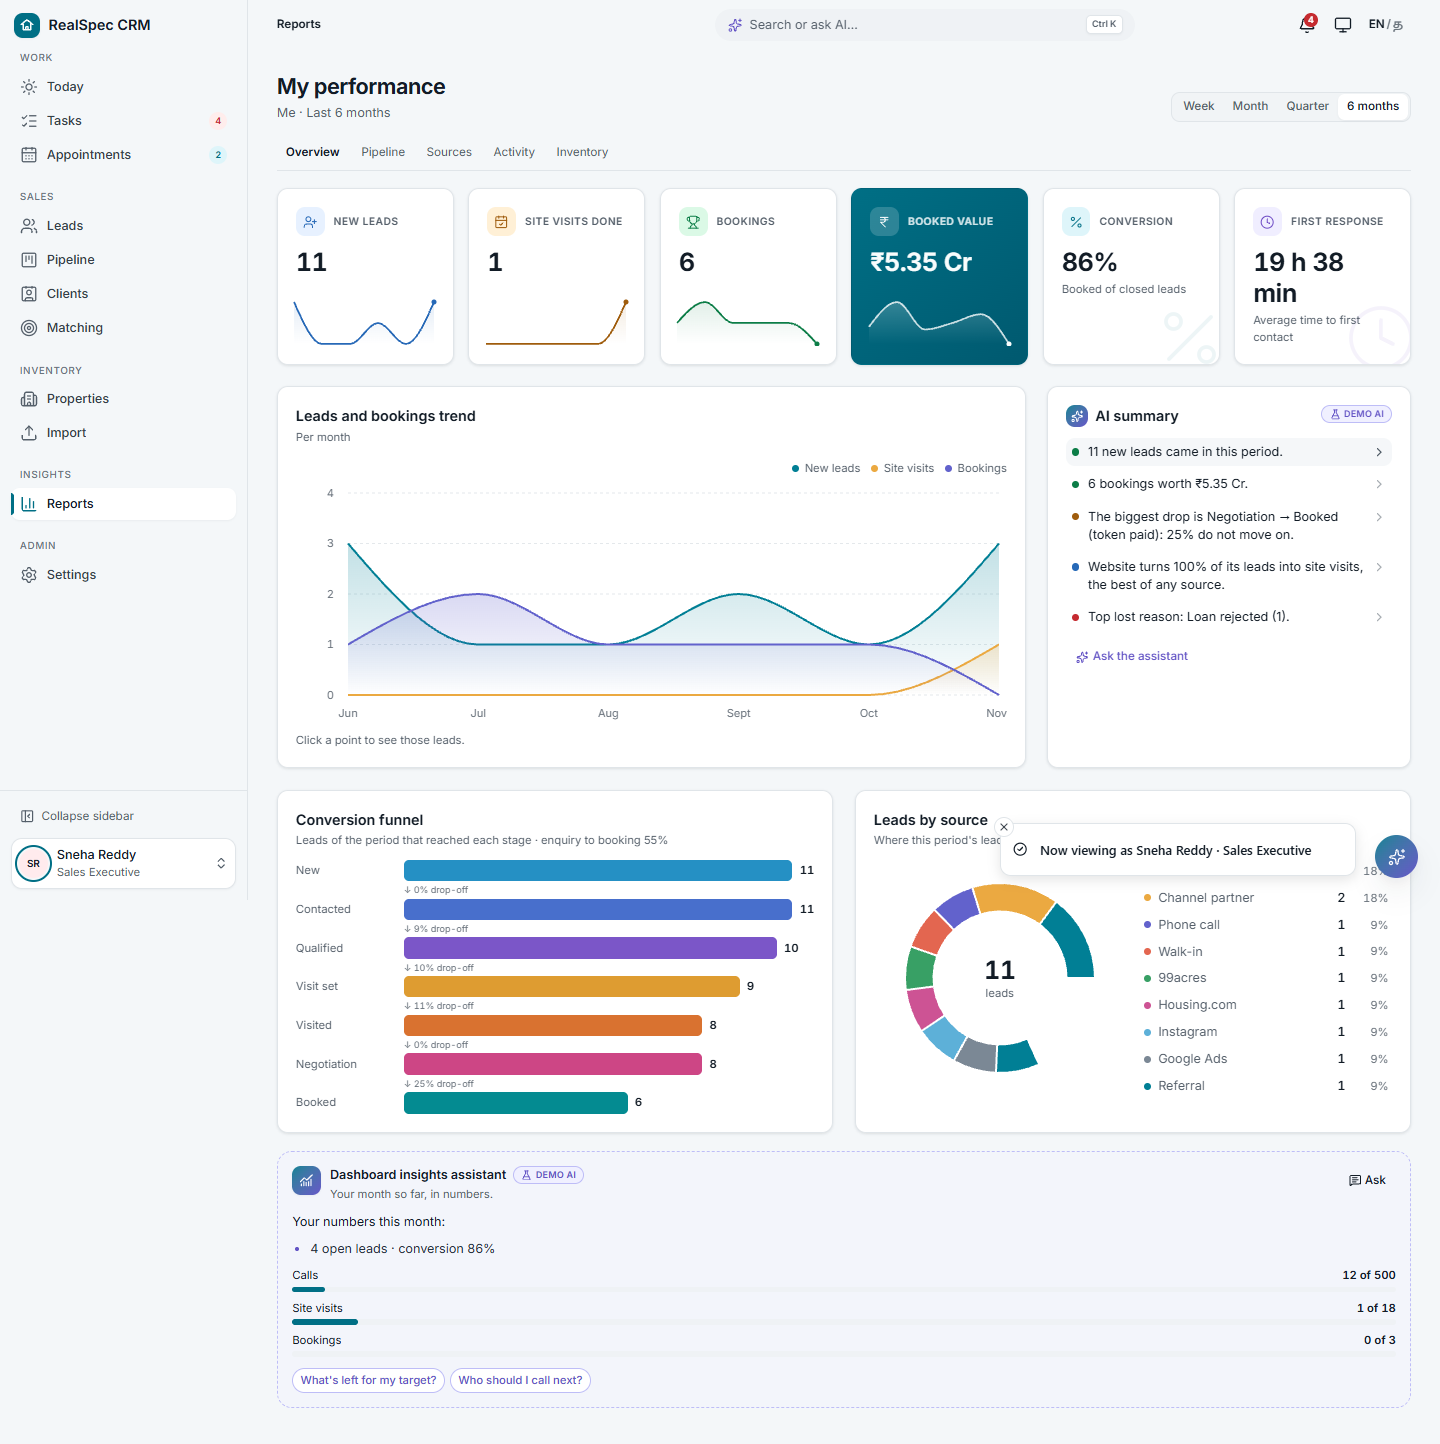 RealSpec CRM
WORK
Today
Tasks 4
Appointments 2
SALES
Leads
Pipeline
Clients
Matching
INVENTORY
Properties
Import
INSIGHTS
Reports
ADMIN
Settings
Collapse sidebar
SR
Sneha Reddy
Sales Executive
Reports
Search or ask AI...
Ctrl K
4
EN / த
My performance
Me · Last 6 months
Week Month Quarter 6 months
Overview Pipeline Sources Activity Inventory
NEW LEADS
11
SITE VISITS DONE
1
BOOKINGS
6
₹ BOOKED VALUE
₹5.35 Cr
% CONVERSION
86%
Booked of closed leads
FIRST RESPONSE
19 h 38
min
Average time to first
contact
Leads and bookings trend
Per month
New leads Site visits Bookings
4
3
2
1
0
Jun Jul Aug Sept Oct Nov
Click a point to see those leads.
AI summary
DEMO AI
11 new leads came in this period.
6 bookings worth ₹5.35 Cr.
The biggest drop is Negotiation → Booked
(token paid): 25% do not move on.
Website turns 100% of its leads into site visits,
the best of any source.
Top lost reason: Loan rejected (1).
Ask the assistant
Conversion funnel
Leads of the period that reached each stage · enquiry to booking 55%
New 11
↓ 0% drop-off
Contacted 11
↓ 9% drop-off
Qualified 10
↓ 10% drop-off
Visit set 9
↓ 11% drop-off
Visited 8
↓ 0% drop-off
Negotiation 8
↓ 25% drop-off
Booked 6
Leads by source
Where this period's
Now viewing as Sneha Reddy · Sales Executive
11
leads
18%
Channel partner 2 18%
Phone call 1 9%
Walk-in 1 9%
99acres 1 9%
Housing.com 1 9%
Instagram 1 9%
Google Ads 1 9%
Referral 1 9%
Dashboard insights assistant
DEMO AI
Your month so far, in numbers.
Ask
Your numbers this month:
• 4 open leads · conversion 86%
Calls 12 of 500
Site visits 1 of 18
Bookings 0 of 3
What's left for my target?
Who should I call next?